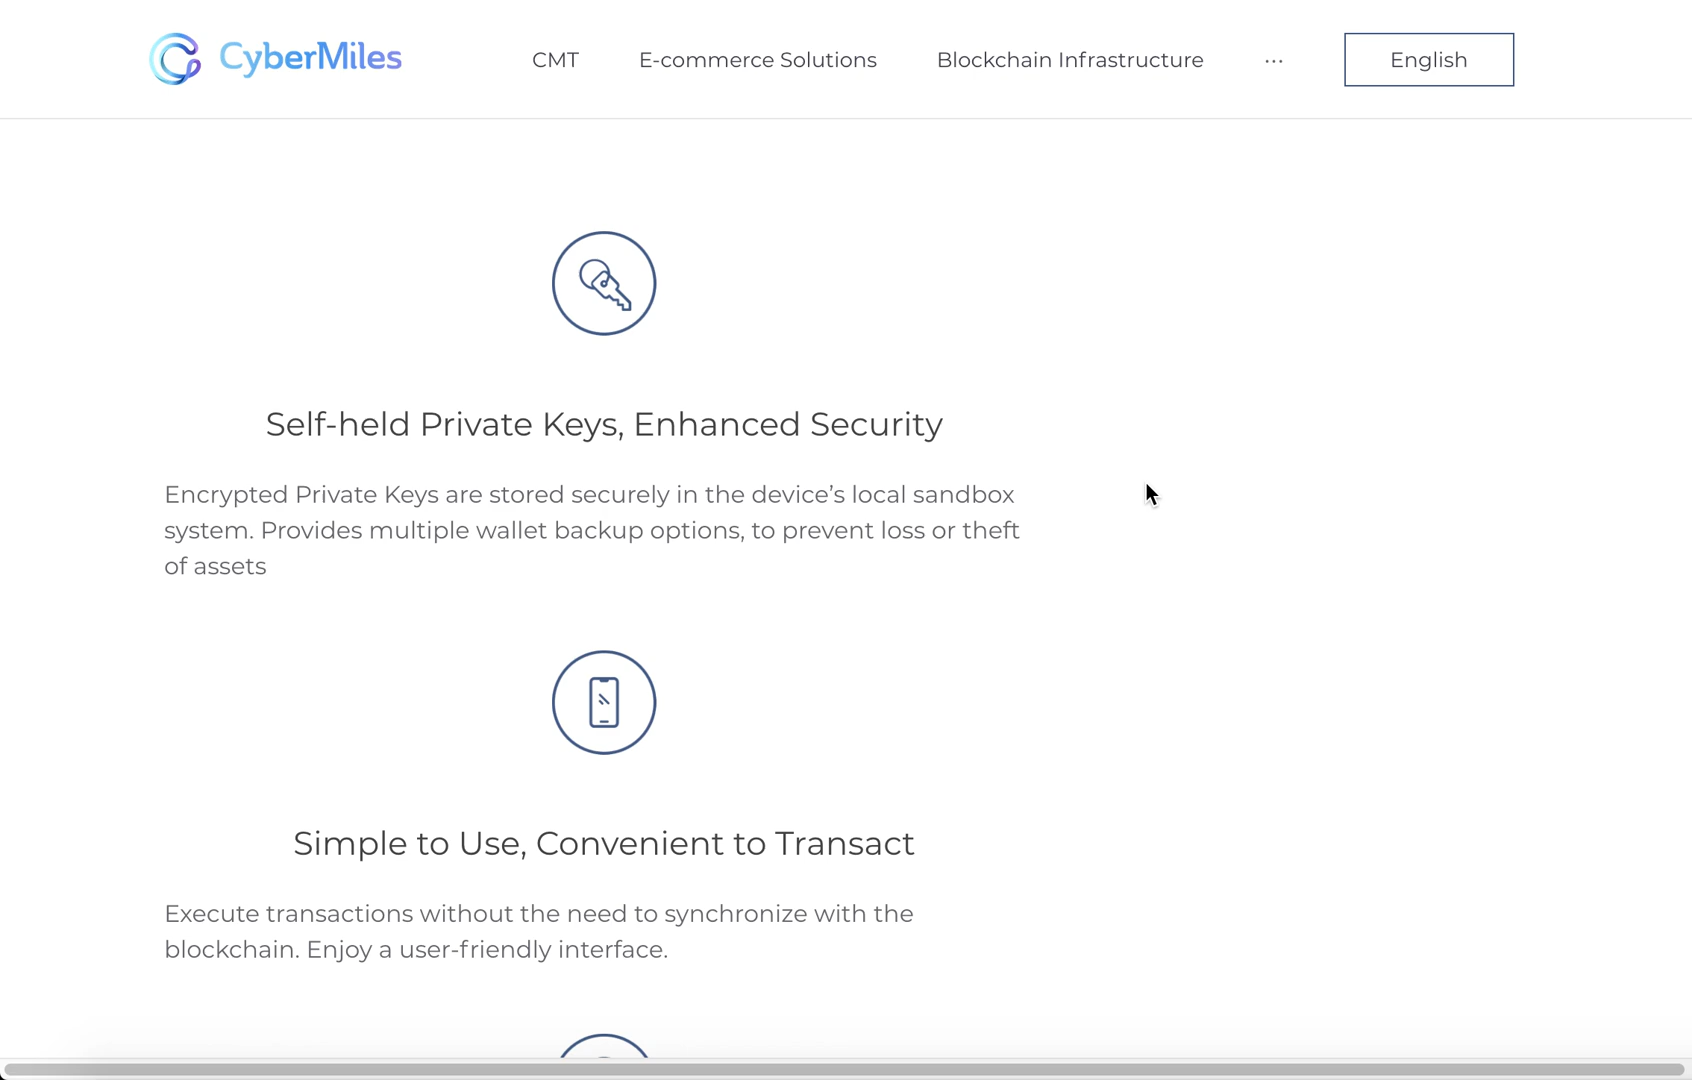 CyberMiles
CMT
E-commerce Solutions
Blockchain Infrastructure
...
English
Self-held Private Keys, Enhanced Security
Encrypted Private Keys are stored securely in the device’s local sandbox
system. Provides multiple wallet backup options, to prevent loss or theft
of assets
Simple to Use, Convenient to Transact
Execute transactions without the need to synchronize with the
blockchain. Enjoy a user-friendly interface.